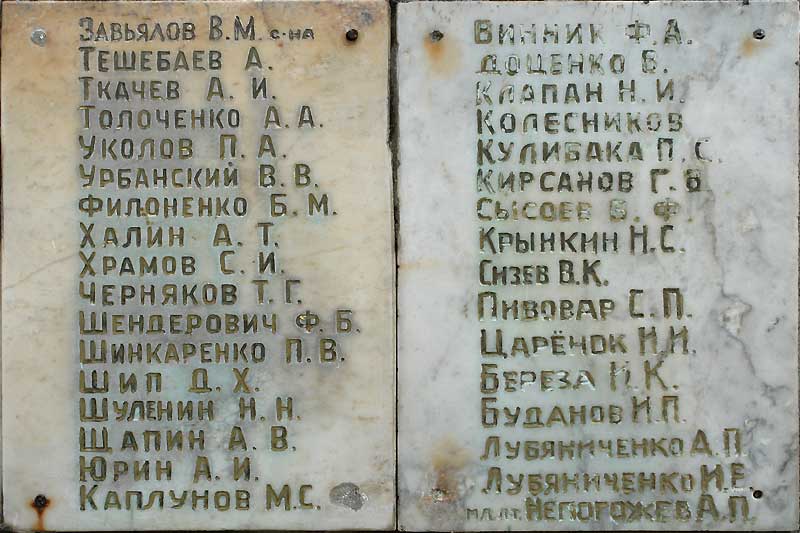 Завьялов В.М. с-на
Тешебаев А.
Ткачев А. И.
Толоченко А.А.
Уколов П. А.
Урбанский В.В.
Филоненко Б.М.
Халин А. Т.
Храмов С. И.
Черняков Т.Г.
Шендерович Ф.Б.
Шинкаренко П.В.
Шип Д.Х.
Шуленин Н.Н.
Щапин А.В.
Юрин А.И.
Каплунов М.С.
Винник Ф.А.
Доценко В.
Клапан Н.И.
Колесников
Кулибака П.С.
Кирсанов Г.В
Сысоев В.Ф.
Крынкин Н.С.
Сизев В.К.
Пивовар С.П.
Царёнок И.И.
Береза И.К.
Буданов И.П.
Лубяниченко Д.П.
Лубяниченко И.Е.
мл.лт. Непогожев А.П.